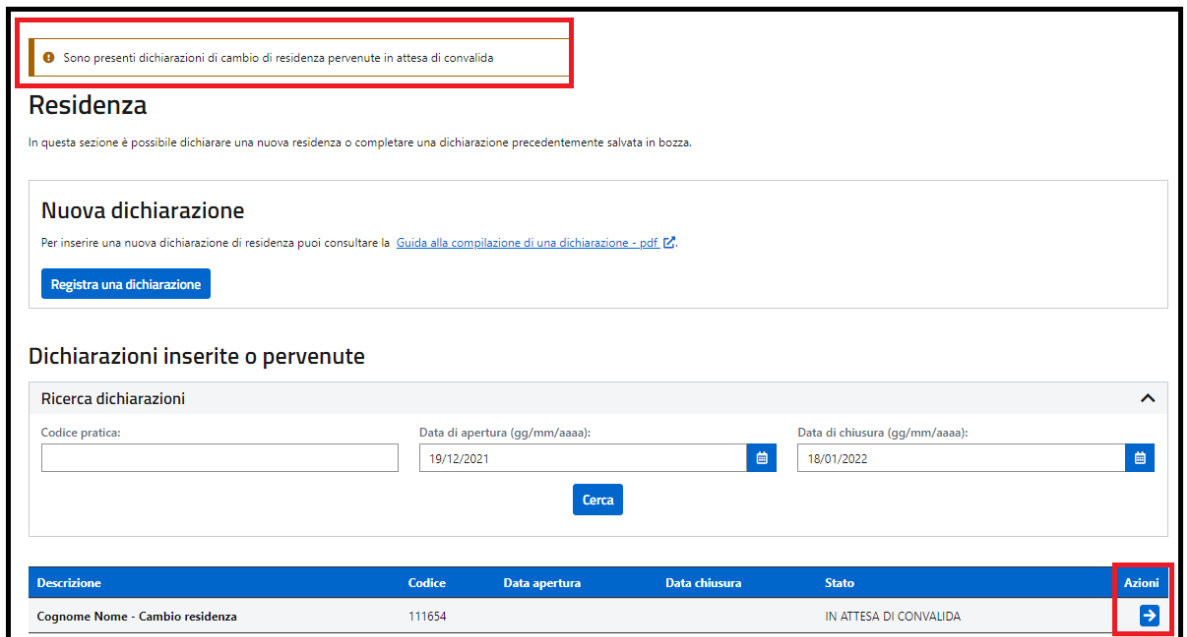 Sono presenti dichiarazioni di cambio di residenza pervenute in attesa di convalida
Residenza
In questa sezione è possibile dichiarare una nuova residenza o completare una dichiarazione precedentemente salvata in bozza.
Nuova dichiarazione
Per inserire una nuova dichiarazione di residenza puoi consultare la Guida alla compilazione di una dichiarazione - pdf .
Registra una dichiarazione
Dichiarazioni inserite o pervenute
Ricerca dichiarazioni
Codice pratica: Data di apertura (gg/mm/aaaa): Data di chiusura (gg/mm/aaaa):
19/12/2021 18/01/2022
Cerca
Descrizione Codice Data apertura Data chiusura Stato Azioni
Cognome Nome - Cambio residenza 111654 IN ATTESA DI CONVALIDA